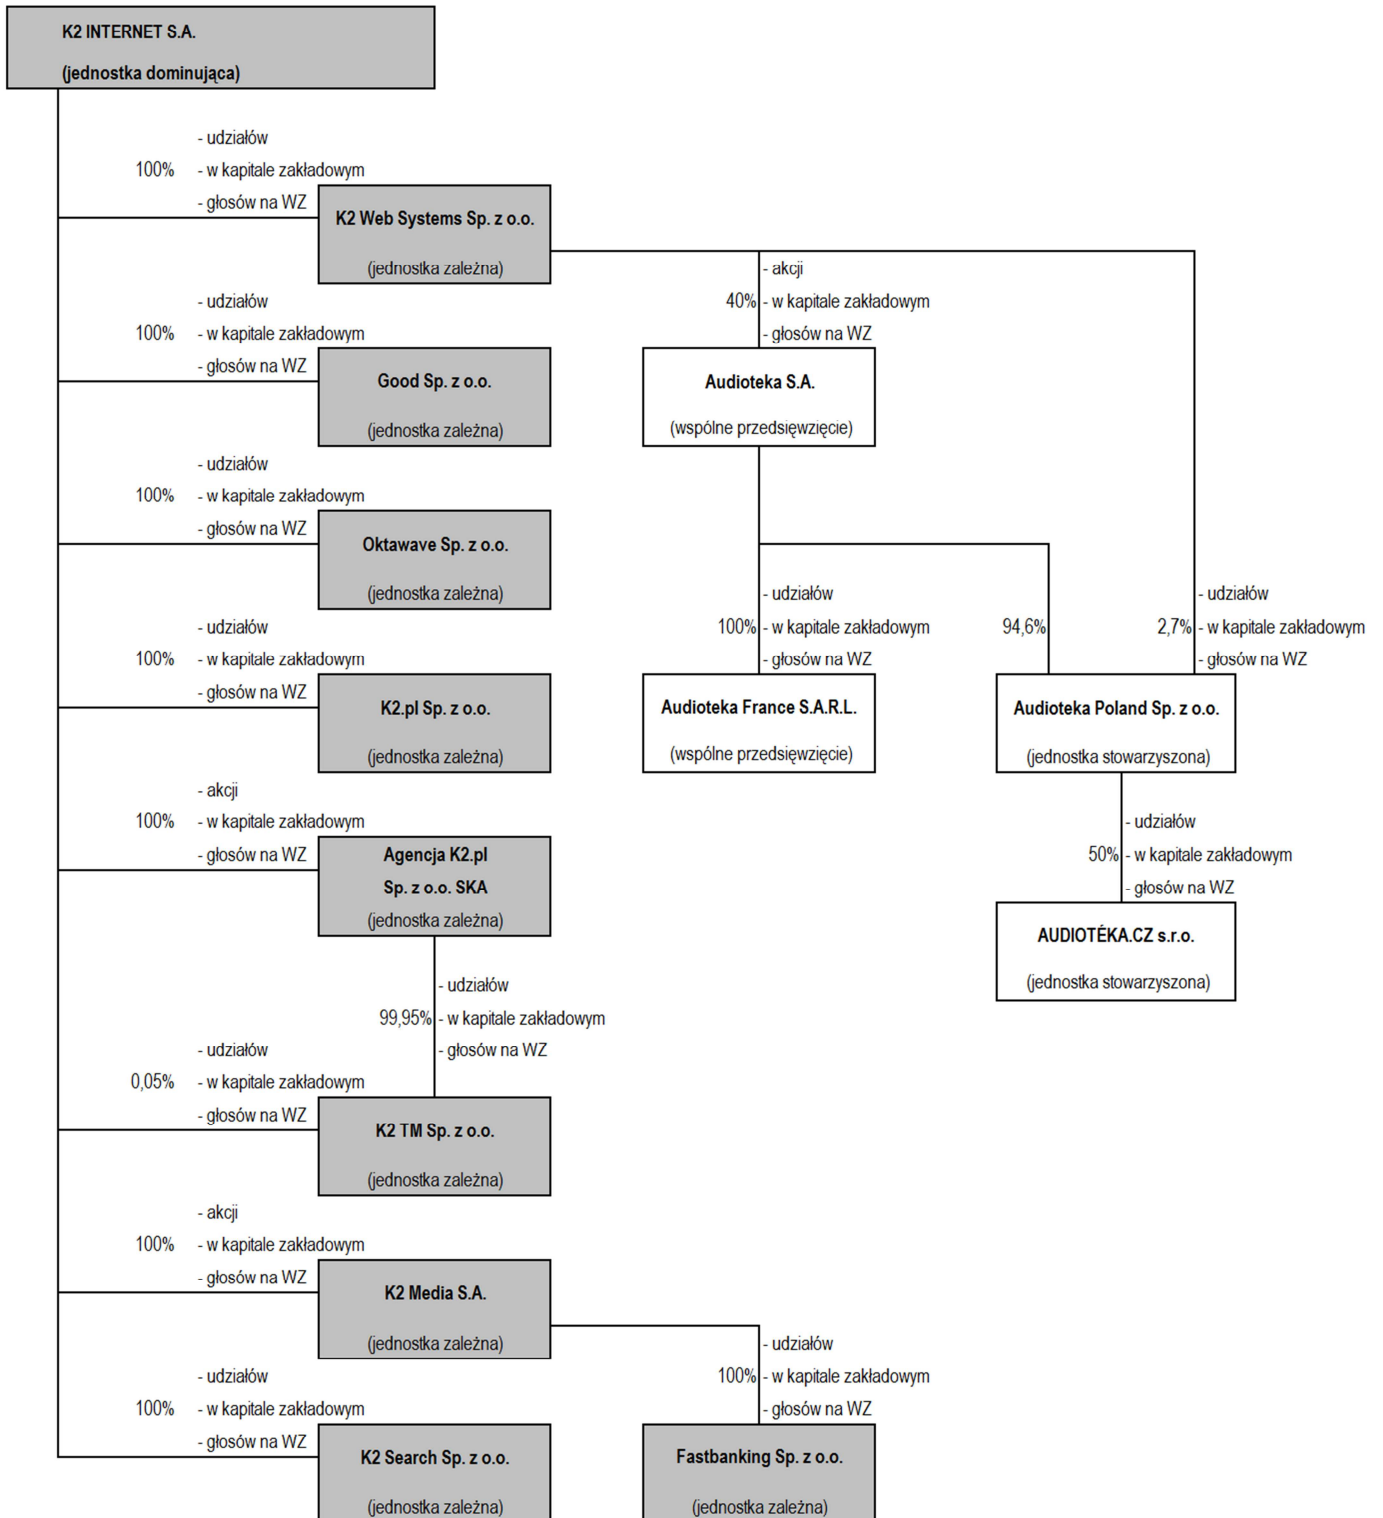 K2 INTERNET S.A.
(jednostka dominująca)
- udziałów
100% - w kapitale zakładowym
- głosów na WZ
K2 Web Systems Sp. z o.o.
(jednostka zależna)
- akcji
40% - w kapitale zakładowym
- głosów na WZ
- udziałów
100% - w kapitale zakładowym
- głosów na WZ
Good Sp. z o.o.
(jednostka zależna)
Audioteka S.A.
(wspólne przedsięwzięcie)
- udziałów
100% - w kapitale zakładowym
- głosów na WZ
Oktawave Sp. z o.o.
(jednostka zależna)
- udziałów
100% - w kapitale zakładowym
- głosów na WZ
94,6%
- udziałów
2,7% - w kapitale zakładowym
- głosów na WZ
- udziałów
100% - w kapitale zakładowym
- głosów na WZ
K2.pl Sp. z o.o.
(jednostka zależna)
Audioteka France S.A.R.L.
(wspólne przedsięwzięcie)
Audioteka Poland Sp. z o.o.
(jednostka stowarzyszona)
- akcji
100% - w kapitale zakładowym
- głosów na WZ
Agencja K2.pl
Sp. z o.o. SKA
(jednostka zależna)
- udziałów
50% - w kapitale zakładowym
- głosów na WZ
AUDIOTÉKA.CZ s.r.o.
(jednostka stowarzyszona)
- udziałów
99,95% - w kapitale zakładowym
- głosów na WZ
- udziałów
0,05% - w kapitale zakładowym
- głosów na WZ
K2 TM Sp. z o.o.
(jednostka zależna)
- akcji
100% - w kapitale zakładowym
- głosów na WZ
K2 Media S.A.
(jednostka zależna)
- udziałów
100% - w kapitale zakładowym
- głosów na WZ
- udziałów
100% - w kapitale zakładowym
- głosów na WZ
K2 Search Sp. z o.o.
(jednostka zależna)
Fastbanking Sp. z o.o.
(jednostka zależna)